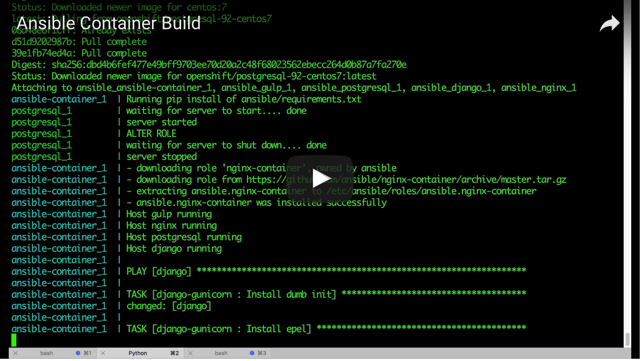 Status: Downloaded newer image for centos:7
Ansible Container Build
postgresql-92-centos7
Already exists
d51d9202987b: Pull complete
39e1fb74ed4a: Pull complete
Digest: sha256:dbd4b6fef477e49bff9703ee70d20a2c48f68023562ebecc264d0b87a7fa270e
Status: Downloaded newer image for openshift/postgresql-92-centos7:latest
Attaching to ansible_ansible-container_1, ansible_gulp_1, ansible_postgresql_1, ansible_django_1, ansible_nginx_1
ansible-container_1 | Running pip install of ansible/requirements.txt
postgresql_1 | waiting for server to start.... done
postgresql_1 | server started
postgresql_1 | ALTER ROLE
postgresql_1 | waiting for server to shut down.... done
postgresql_1 | server stopped
ansible-container_1 | - downloading role 'nginx-container', owned by ansible
ansible-container_1 | - downloading role from https://github.com/ansible/nginx-container/archive/master.tar.gz
ansible-container_1 | - extracting ansible.nginx-container to /etc/ansible/roles/ansible.nginx-container
ansible-container_1 | - ansible.nginx-container was installed successfully
ansible-container_1 | Host gulp running
ansible-container_1 | Host nginx running
ansible-container_1 | Host postgresql running
ansible-container_1 | Host django running
ansible-container_1 |
ansible-container_1 | PLAY [django] *****************************************************************
ansible-container_1 |
ansible-container_1 | TASK [django-gunicorn : Install dumb init] *************************************
ansible-container_1 | changed: [django]
ansible-container_1 |
ansible-container_1 | TASK [django-gunicorn : Install epel] ******************************************
bash ⌘1 Python ⌘2 bash ⌘3